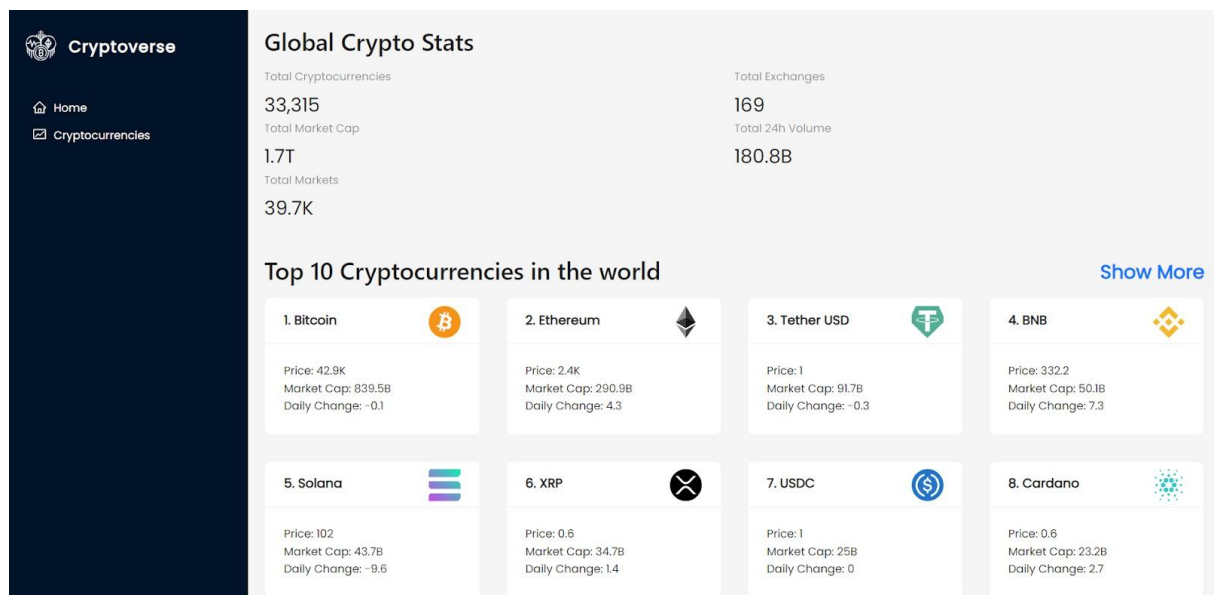 Cryptoverse
Home
Cryptocurrencies
Global Crypto Stats
Total Cryptocurrencies
33,315
Total Exchanges
169
Total Market Cap
1.7T
Total 24h Volume
180.8B
Total Markets
39.7K
Top 10 Cryptocurrencies in the world
Show More
1. Bitcoin
Price: 42.9K
Market Cap: 839.5B
Daily Change: -0.1
2. Ethereum
Price: 2.4K
Market Cap: 290.9B
Daily Change: 4.3
3. Tether USD
Price: 1
Market Cap: 91.7B
Daily Change: -0.3
4. BNB
Price: 332.2
Market Cap: 50.1B
Daily Change: 7.3
5. Solana
Price: 102
Market Cap: 43.7B
Daily Change: -9.6
6. XRP
Price: 0.6
Market Cap: 34.7B
Daily Change: 1.4
7. USDC
Price: 1
Market Cap: 25B
Daily Change: 0
8. Cardano
Price: 0.6
Market Cap: 23.2B
Daily Change: 2.7